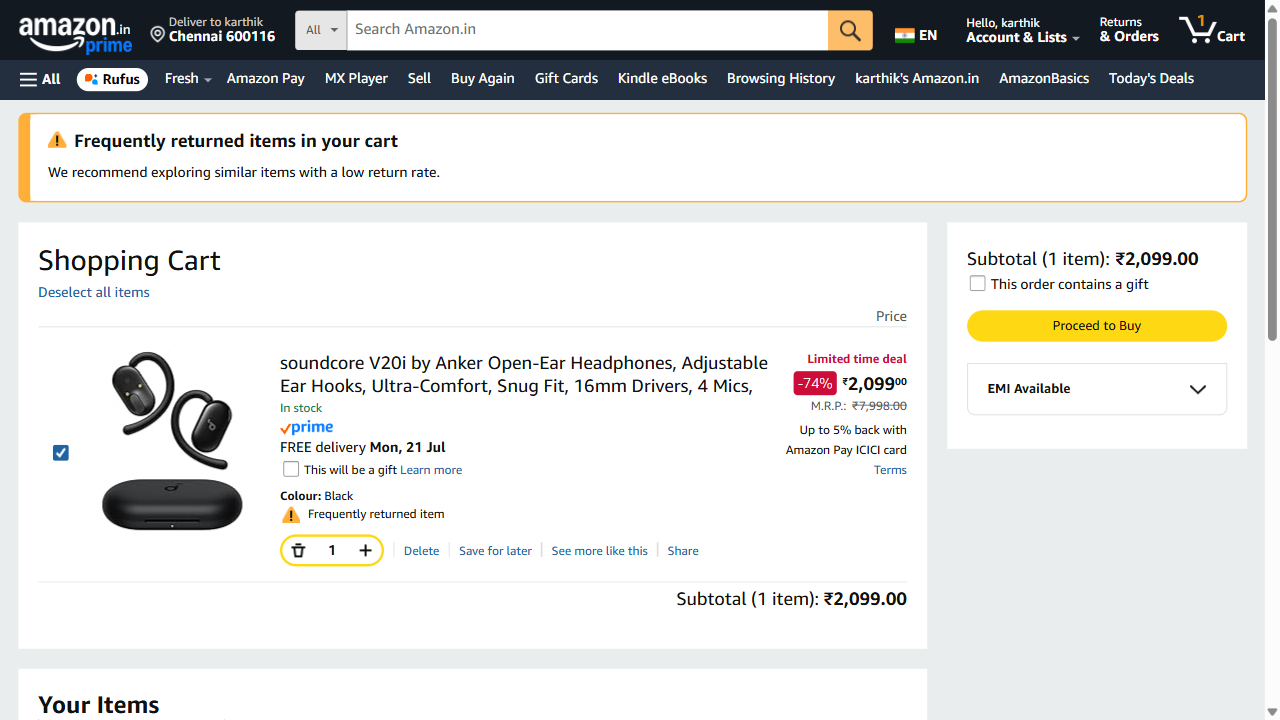 amazon.in
prime
Deliver to karthik
Chennai 600116
All
Search Amazon.in
EN
Hello, karthik
Account & Lists
Returns
& Orders
1
Cart
All
Rufus
Fresh
Amazon Pay
MX Player
Sell
Buy Again
Gift Cards
Kindle eBooks
Browsing History
karthik's Amazon.in
AmazonBasics
Today's Deals
Frequently returned items in your cart
We recommend exploring similar items with a low return rate.
Shopping Cart
Deselect all items
Price
soundcore V20i by Anker Open-Ear Headphones, Adjustable
Ear Hooks, Ultra-Comfort, Snug Fit, 16mm Drivers, 4 Mics,
In stock
prime
FREE delivery Mon, 21 Jul
This will be a gift Learn more
Colour: Black
Frequently returned item
1
Delete
Save for later
See more like this
Share
Limited time deal
-74% ₹2,09900
M.R.P.: ₹7,998.00
Up to 5% back with
Amazon Pay ICICI card
Terms
Subtotal (1 item): ₹2,099.00
Subtotal (1 item): ₹2,099.00
This order contains a gift
Proceed to Buy
EMI Available
Your Items